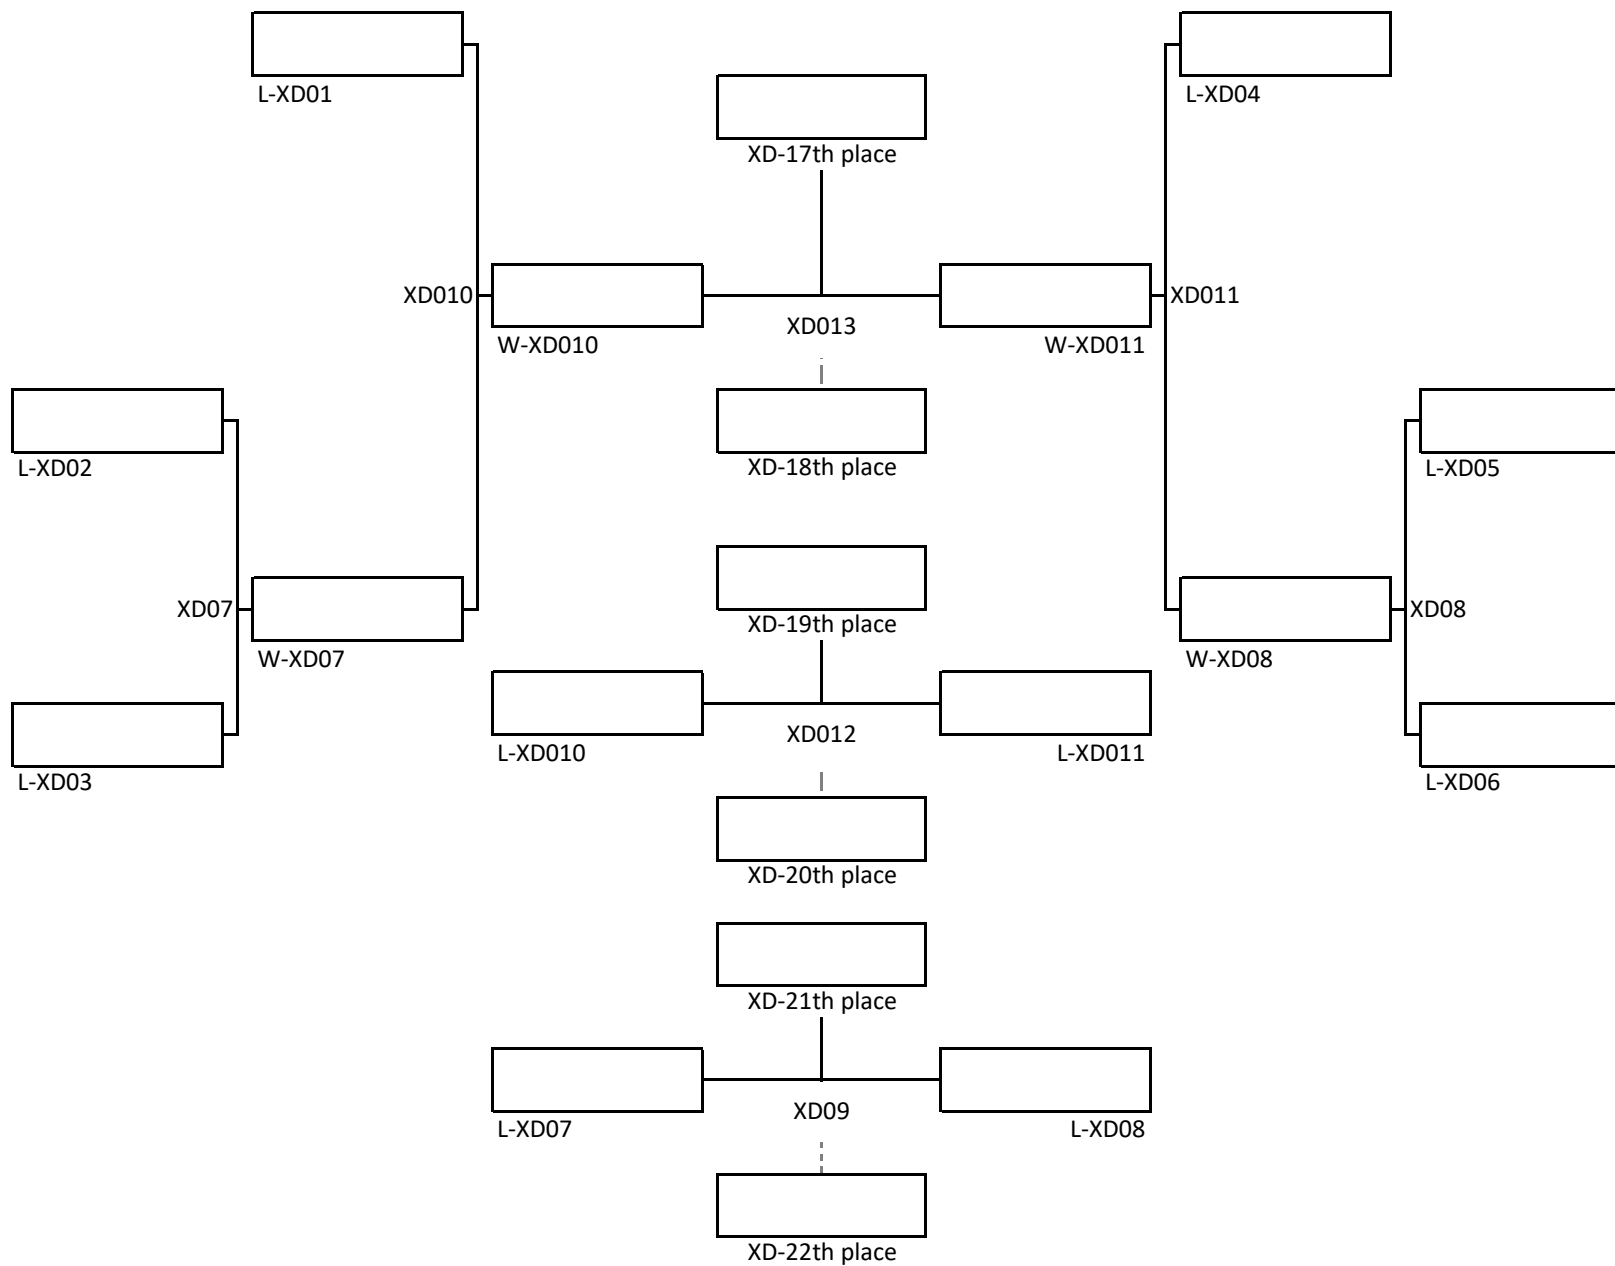 L-XD01
L-XD04
XD-17th place
XD010
XD011
XD013
W-XD010
W-XD011
L-XD02
XD-18th place
L-XD05
XD07
XD-19th place
XD08
W-XD07
W-XD08
XD012
L-XD010
L-XD011
L-XD03
L-XD06
XD-20th place
XD-21th place
XD09
L-XD07
L-XD08
XD-22th place